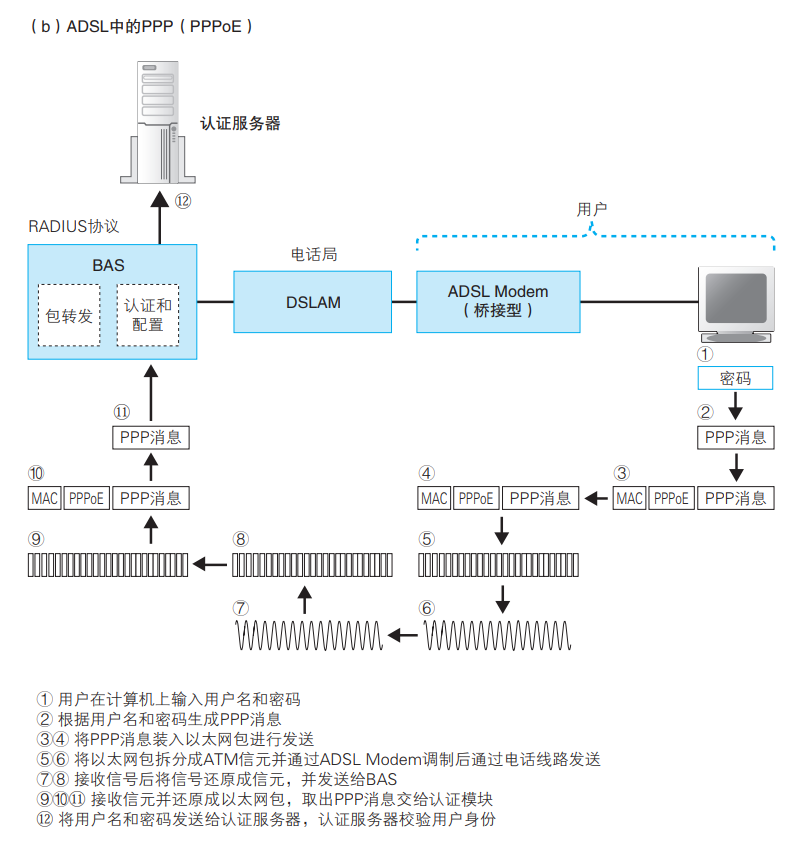 （b）ADSL中的PPP（PPPoE）
认证服务器
⑫
RADIUS协议
用户
BAS
电话局
包转发
认证和
配置
DSLAM
ADSL Modem
（桥接型）
①
密码
⑪
②
PPP消息
PPP消息
⑩
④
③
MAC PPPoE PPP消息
MAC PPPoE PPP消息
MAC PPPoE PPP消息
⑨
⑧
⑤
⑦
⑥
① 用户在计算机上输入用户名和密码
② 根据用户名和密码生成PPP消息
③④ 将PPP消息装入以太网包进行发送
⑤⑥ 将以太网包拆分成ATM信元并通过ADSL Modem调制后通过电话线路发送
⑦⑧ 接收信号后将信号还原成信元，并发送给BAS
⑨⑩⑪ 接收信元并还原成以太网包，取出PPP消息交给认证模块
⑫ 将用户名和密码发送给认证服务器，认证服务器校验用户身份